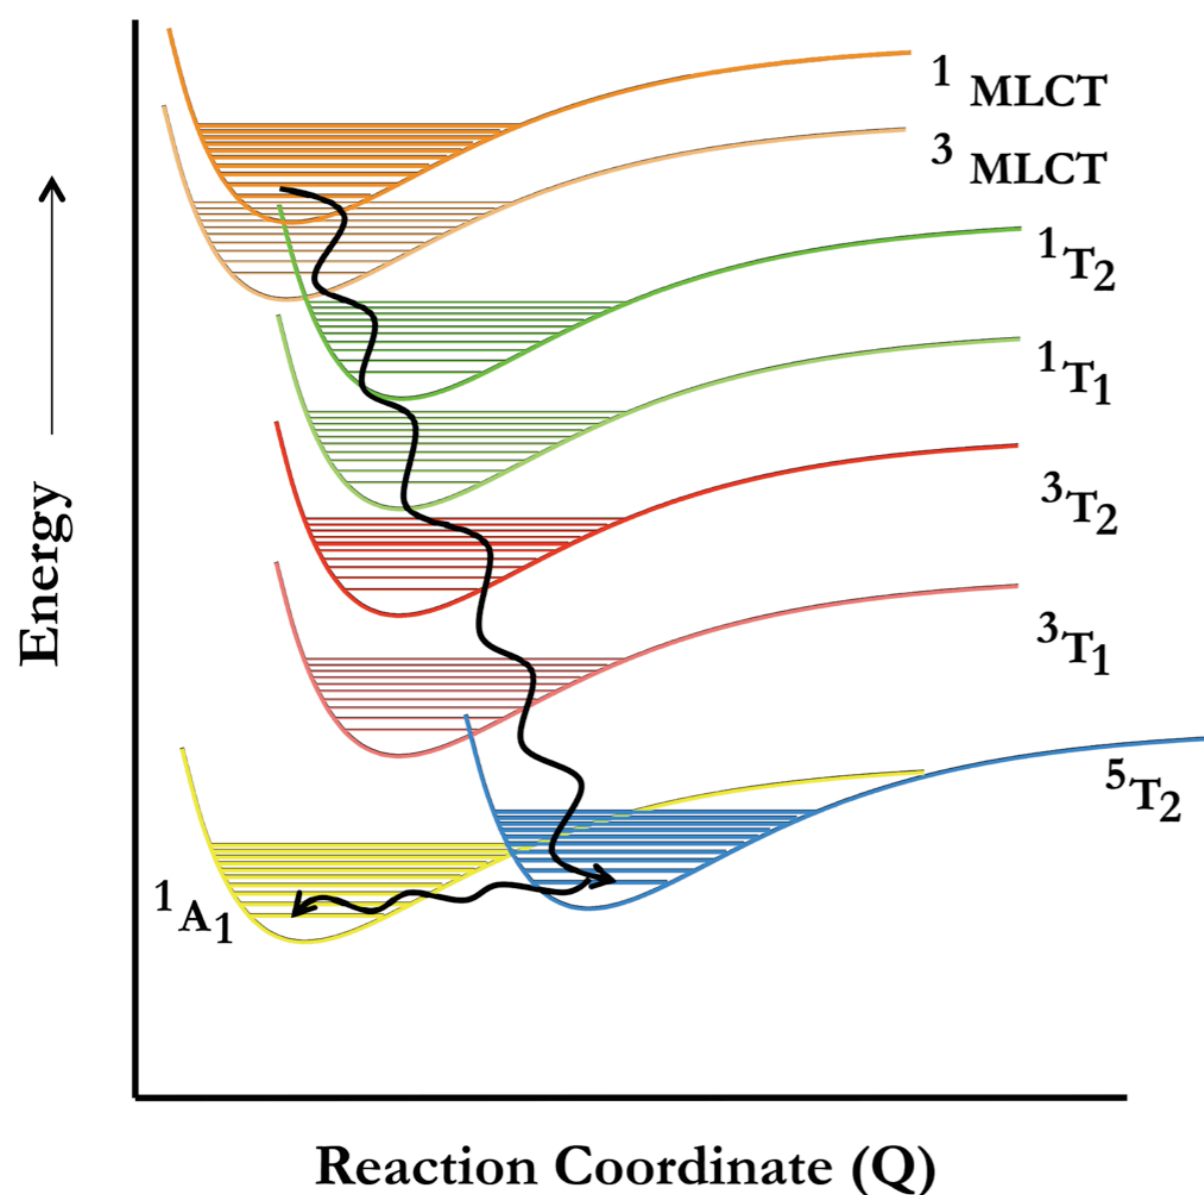 ¹ MLCT
³ MLCT
¹T₂
¹T₁
³T₂
³T₁
⁵T₂
¹A₁
Energy
Reaction Coordinate (Q)